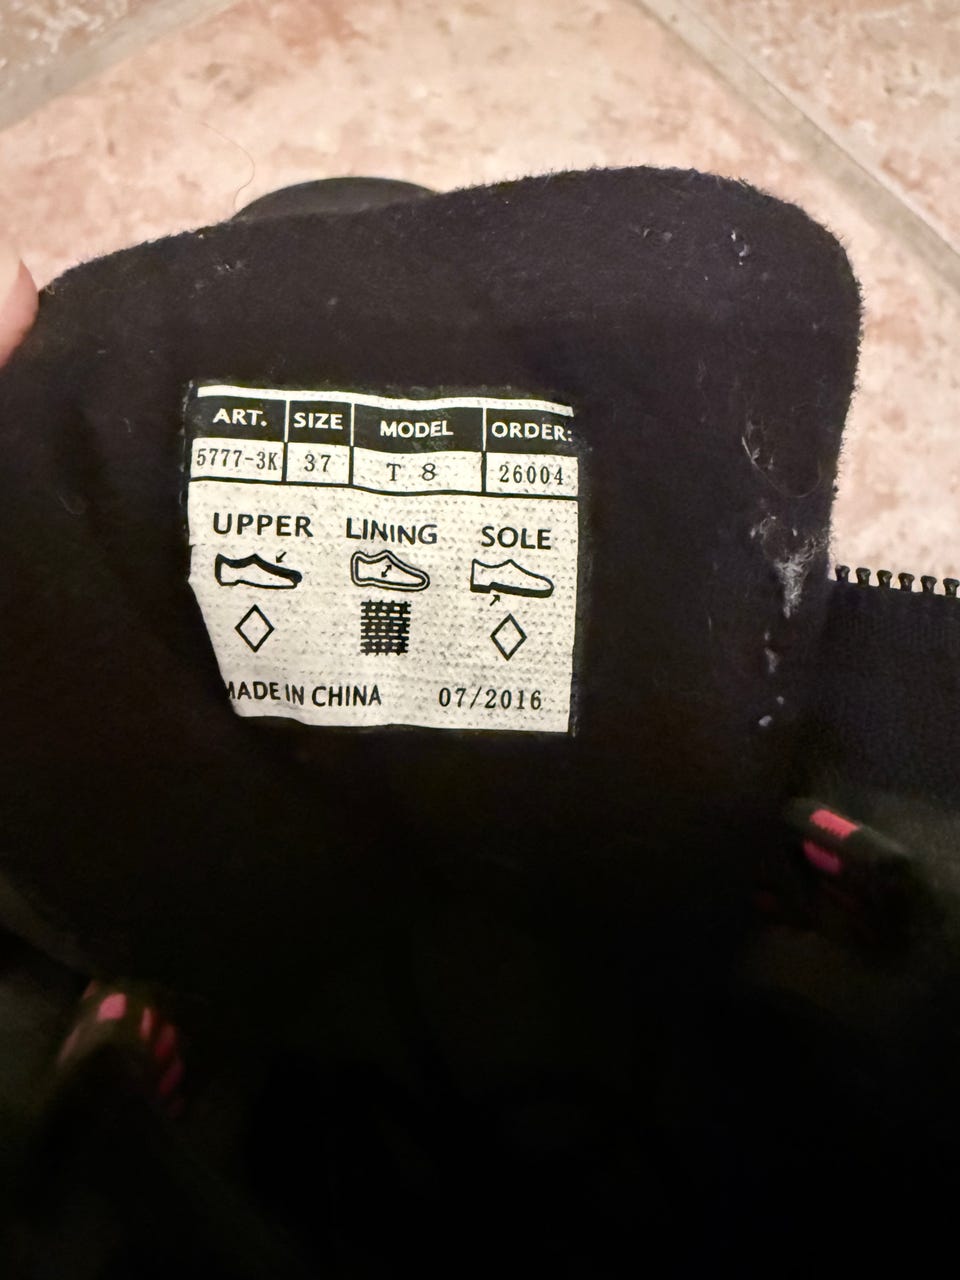 ART. SIZE MODEL ORDER:
5777-3K 37 T 8 26004
UPPER LINING SOLE
MADE IN CHINA 07/2016